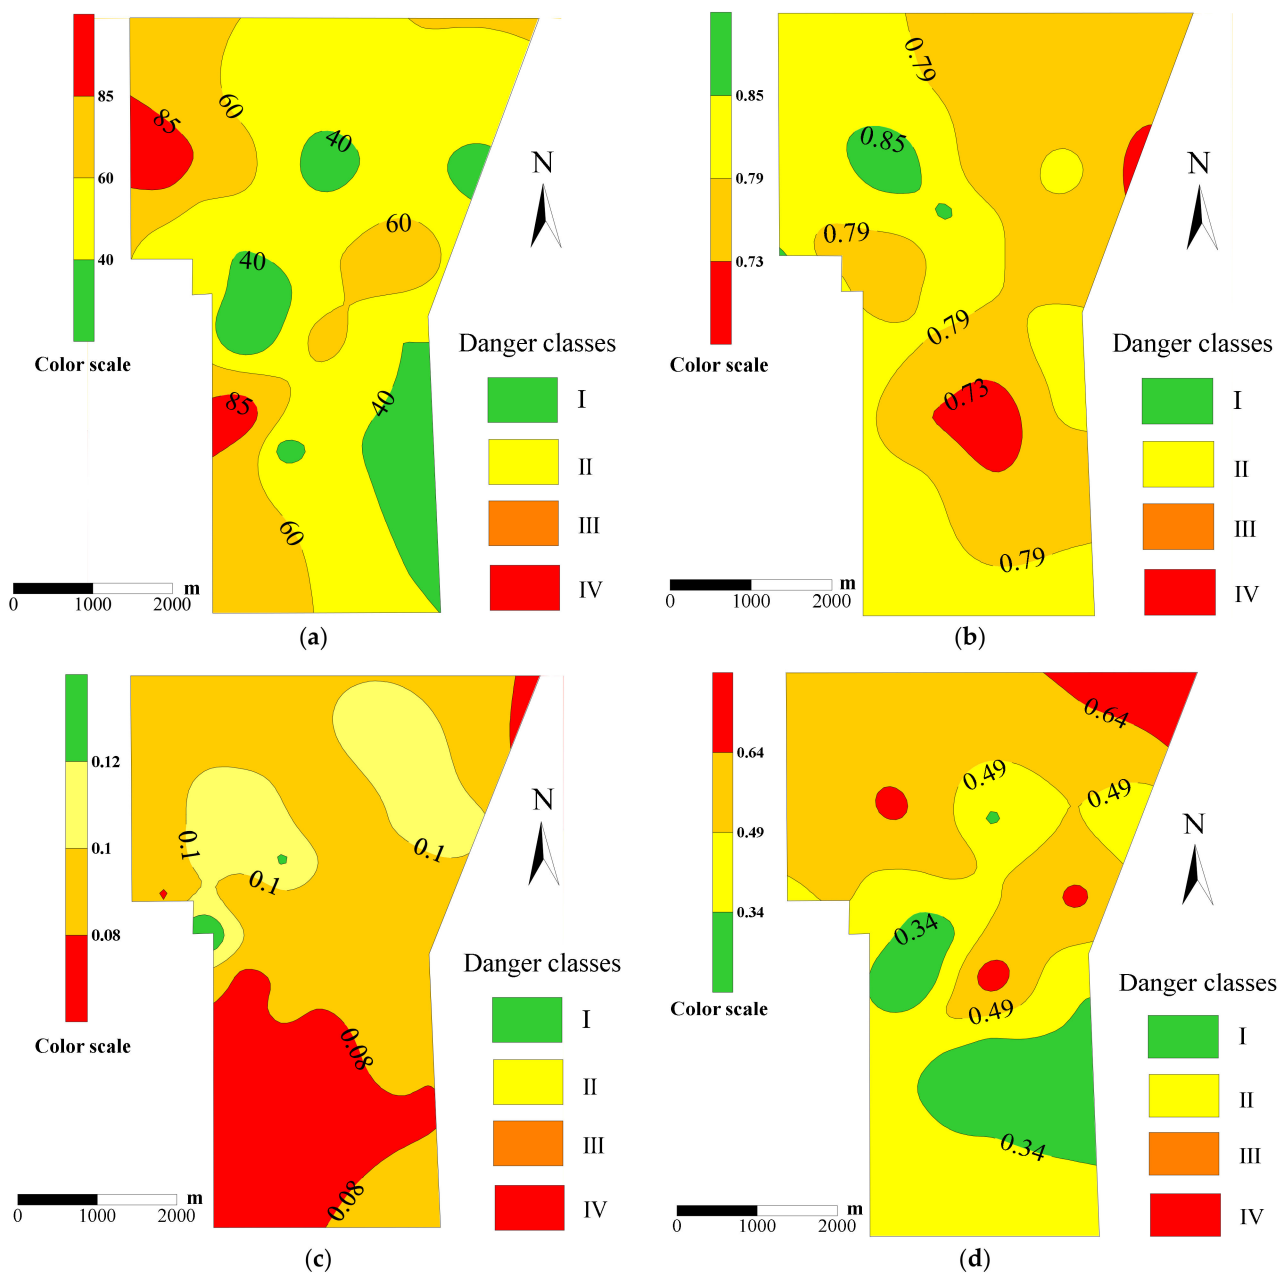 85
60
40
Color scale
85
60
40
60
40
85
40
60
N
Danger classes
I
II
III
IV
0 1000 2000 m
(a)
0.85
0.79
0.73
Color scale
0.79
0.85
0.79
0.79
0.73
0.79
N
Danger classes
I
II
III
IV
0 1000 2000 m
(b)
0.12
0.1
0.08
Color scale
0.1
0.1
0.1
0.08
0.08
N
Danger classes
I
II
III
IV
0 1000 2000 m
(c)
0.64
0.49
0.34
Color scale
0.64
0.49
0.49
0.34
0.49
0.34
N
Danger classes
I
II
III
IV
0 1000 2000 m
(d)